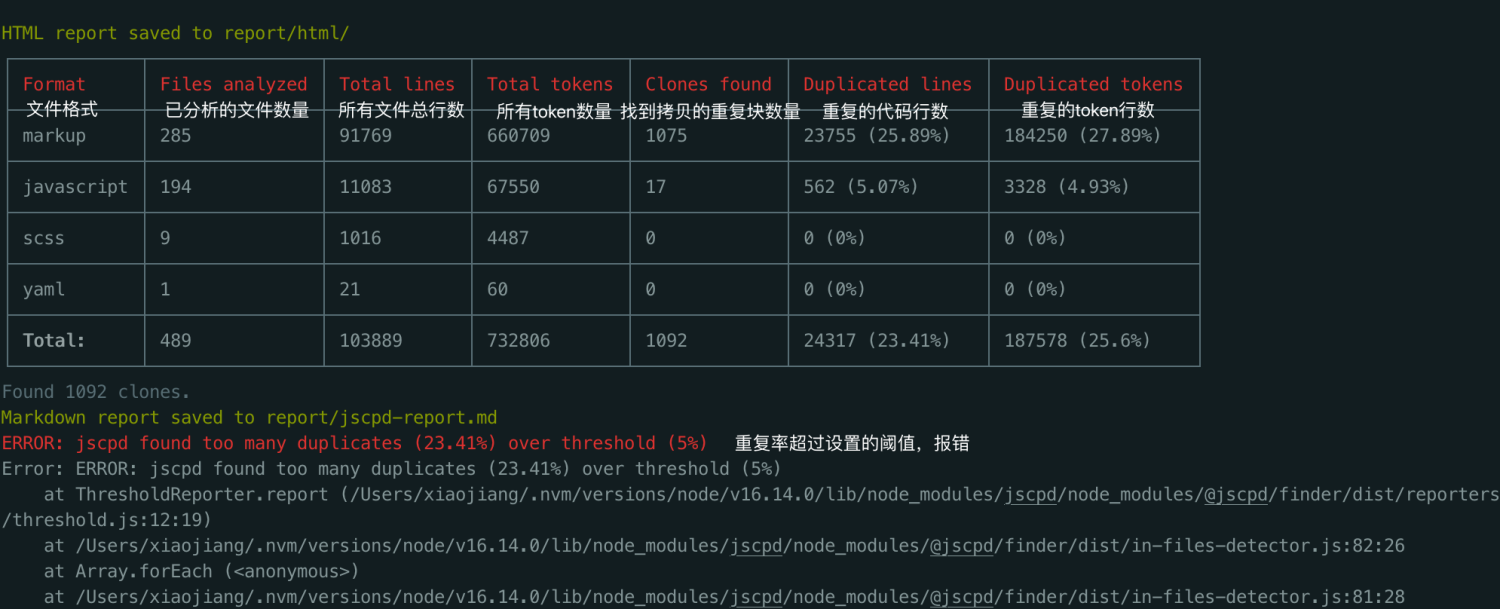 HTML report saved to report/html/
Format Files analyzed Total lines Total tokens Clones found Duplicated lines Duplicated tokens
文件格式 已分析的文件数量 所有文件总行数 所有token数量 找到拷贝的重复块数量 重复的代码行数 重复的token行数
markup 285 91769 660709 1075 23755 (25.89%) 184250 (27.89%)
javascript 194 11083 67550 17 562 (5.07%) 3328 (4.93%)
scss 9 1016 4487 0 0 (0%) 0 (0%)
yaml 1 21 60 0 0 (0%) 0 (0%)
Total: 489 103889 732806 1092 24317 (23.41%) 187578 (25.6%)
Found 1092 clones.
Markdown report saved to report/jscpd-report.md
ERROR: jscpd found too many duplicates (23.41%) over threshold (5%) 重复率超过设置的阈值，报错
Error: ERROR: jscpd found too many duplicates (23.41%) over threshold (5%)
at ThresholdReporter.report (/Users/xiaojiang/.nvm/versions/node/v16.14.0/lib/node_modules/jscpd/node_modules/@jscpd/finder/dist/reporters
/threshold.js:12:19)
at /Users/xiaojiang/.nvm/versions/node/v16.14.0/lib/node_modules/jscpd/node_modules/@jscpd/finder/dist/in-files-detector.js:82:26
at Array.forEach (<anonymous>)
at /Users/xiaojiang/.nvm/versions/node/v16.14.0/lib/node_modules/jscpd/node_modules/@jscpd/finder/dist/in-files-detector.js:81:28